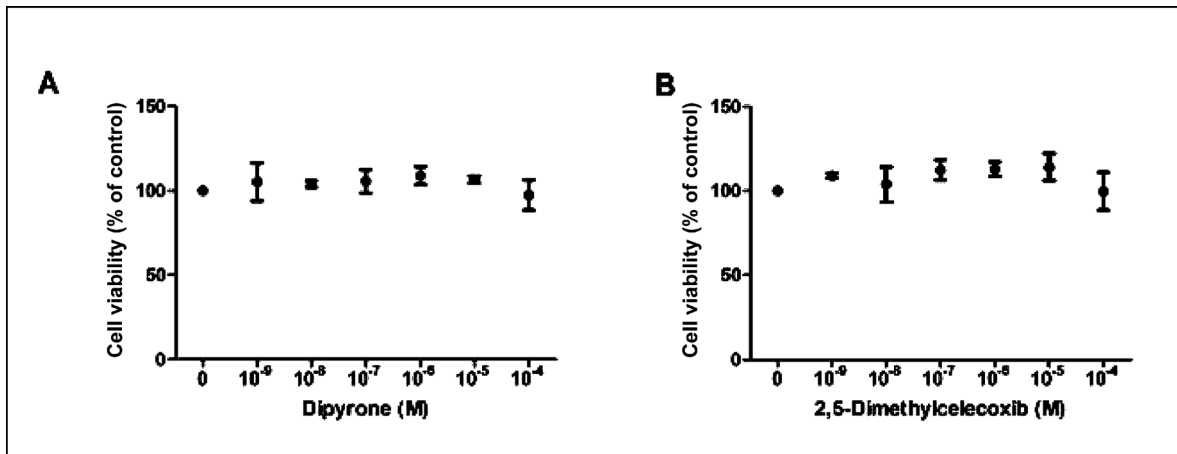 A
Cell viability (% of control)
150
100
50
0
0 10⁻⁹ 10⁻⁸ 10⁻⁷ 10⁻⁶ 10⁻⁵ 10⁻⁴
Dipyrone (M)
B
Cell viability (% of control)
150
100
50
0
0 10⁻⁹ 10⁻⁸ 10⁻⁷ 10⁻⁶ 10⁻⁵ 10⁻⁴
2,5-Dimethylcelecoxib (M)